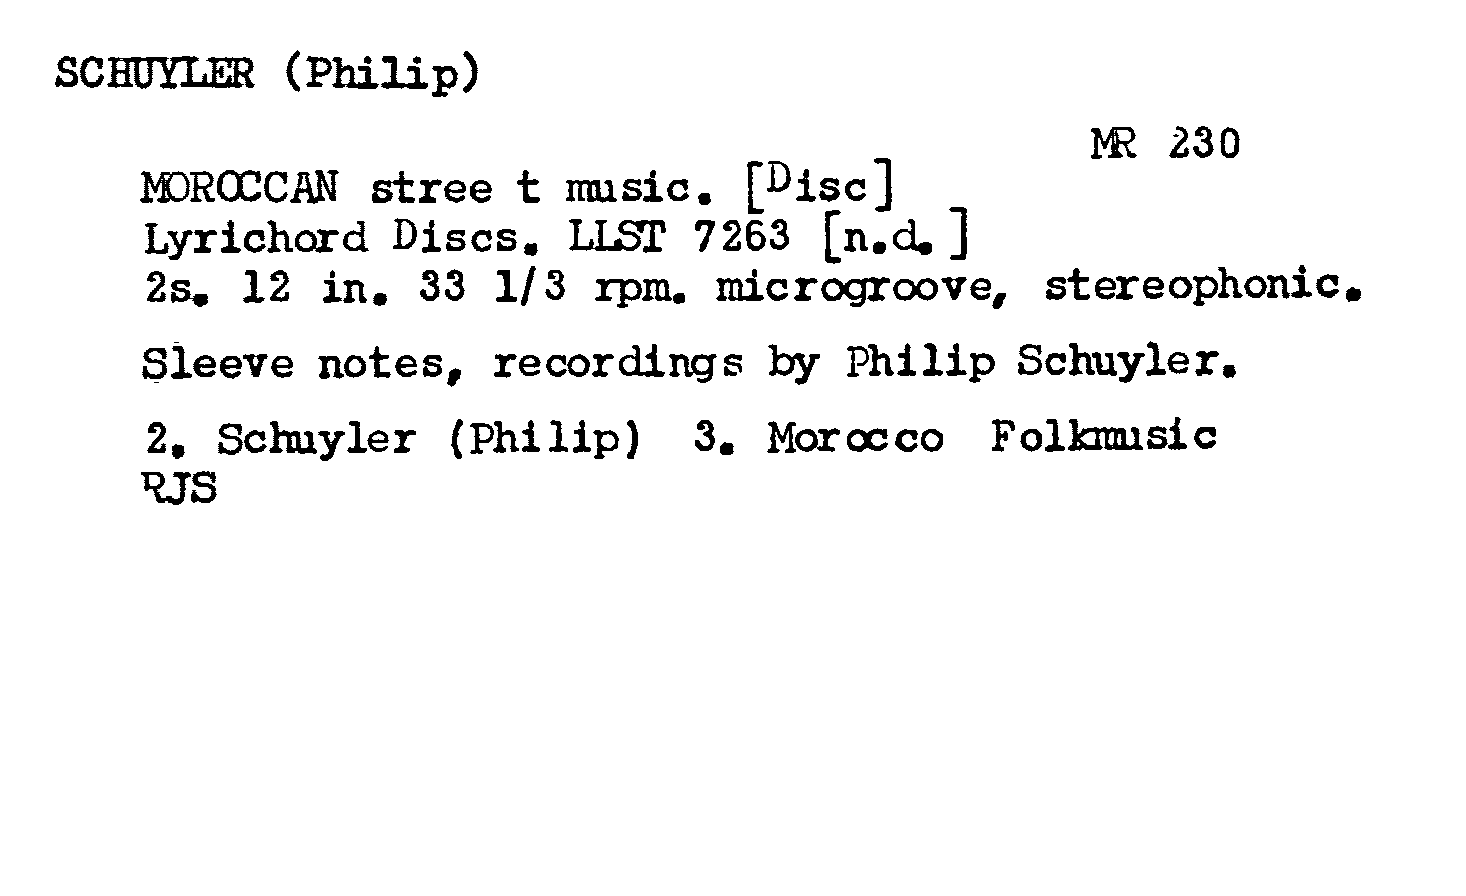 SCHUYLER (Philip)
MR 230
MOROCCAN stree t music. [Disc]
Lyrichord Discs. LLST 7263 [n.d.]
2s. 12 in. 33 1/3 rpm. microgroove, stereophonic.
Sleeve notes, recordings by Philip Schuyler.
2. Schuyler (Philip) 3. Morocco Folkmusic
RJS